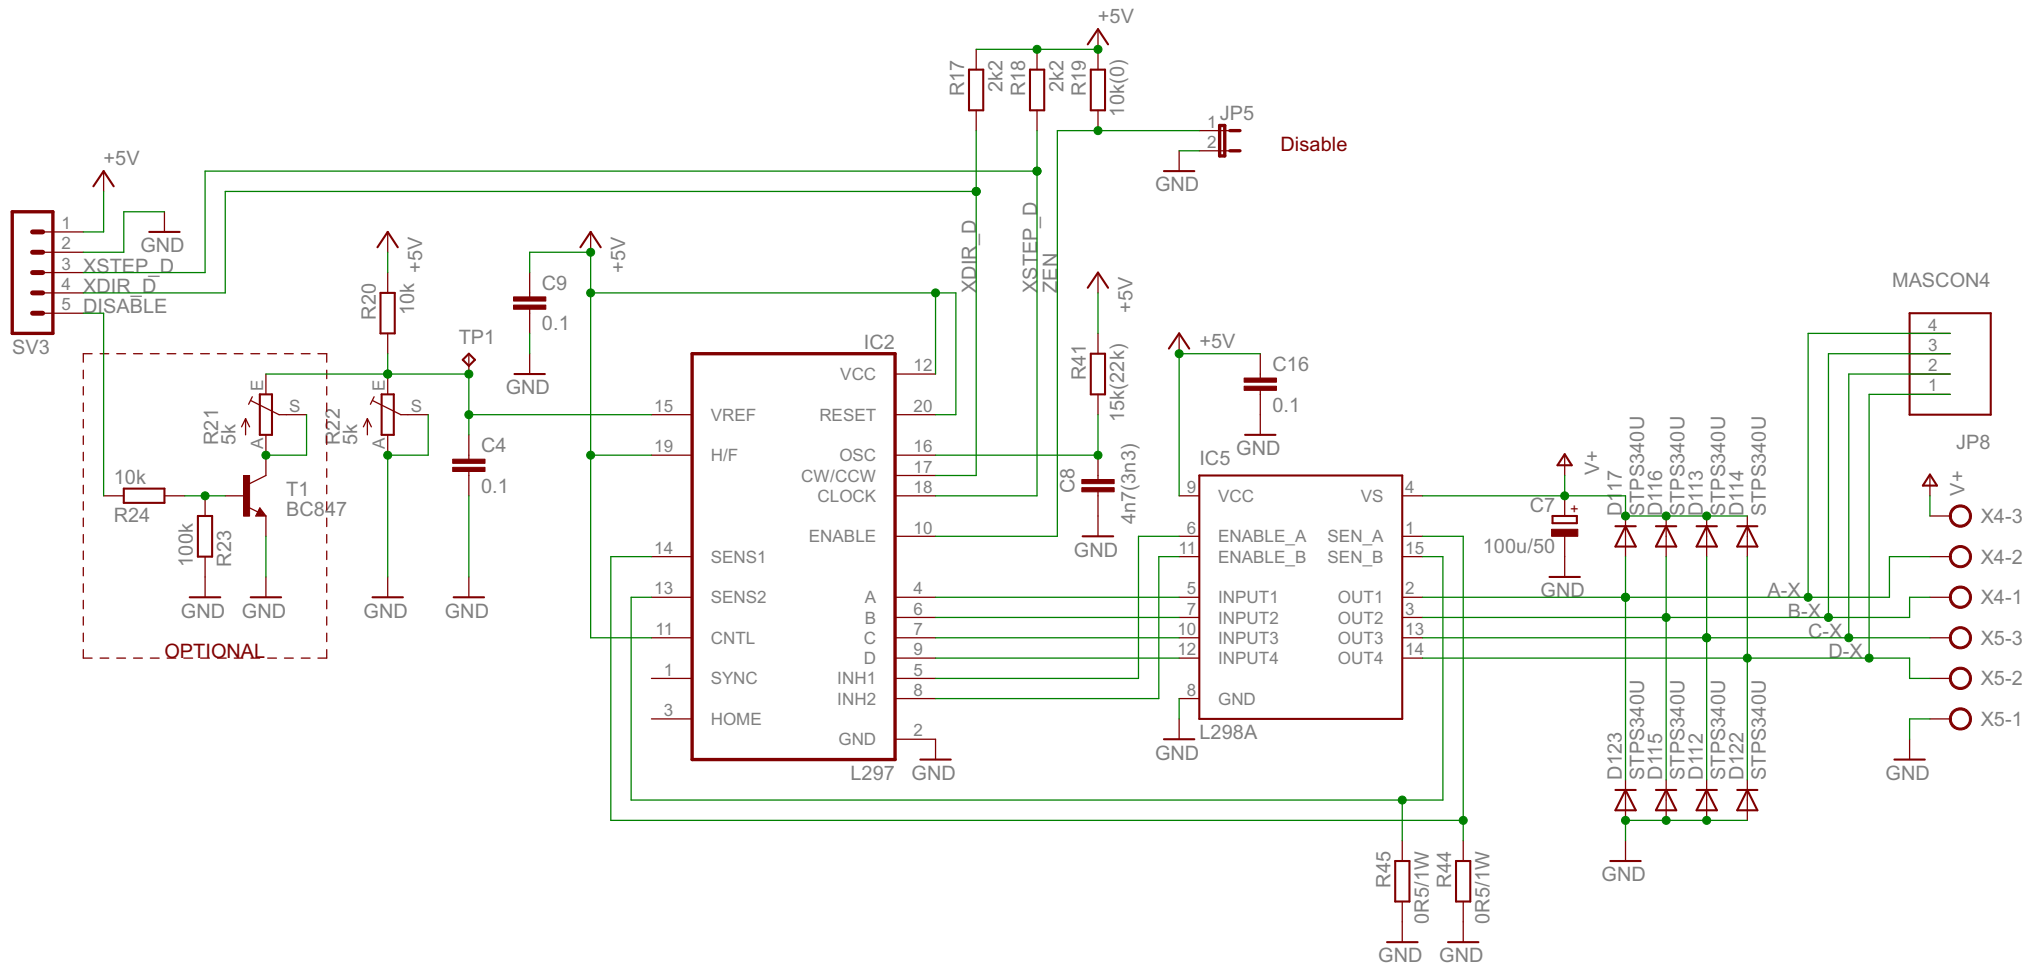 +5V
R17
2k2
R18
2k2
R19
10k(0)
1
2
JP5
Disable
GND
+5V
1
2
3
4
5
GND
XSTEP_D
XDIR_D
DISABLE
SV3
+5V
R20
10k
TP1
C9
0.1
GND
+5V
XDIR_D
XSTEP_D
ZEN
+5V
R41
15k(22k)
C8
4n7(3n3)
GND
E
S
A
R21
5k
E
S
A
R22
5k
10k
R24
T1
BC847
100k
R23
GND
GND
OPTIONAL
GND
C4
0.1
GND
IC2
15
VREF
19
H/F
14
SENS1
13
SENS2
11
CNTL
1
SYNC
3
HOME
VCC
12
RESET
20
OSC
16
CW/CCW
17
CLOCK
18
ENABLE
10
A
4
B
6
C
7
D
9
INH1
5
INH2
8
GND
2
L297
GND
+5V
C16
0.1
GND
IC5
9
VCC
6
ENABLE_A
11
ENABLE_B
5
INPUT1
7
INPUT2
10
INPUT3
12
INPUT4
8
GND
VS
4
SEN_A
1
SEN_B
15
OUT1
2
OUT2
3
OUT3
13
OUT4
14
L298A
GND
R45
0R5/1W
R44
0R5/1W
GND
GND
V+
C7
+
100u/50
GND
D117
STPS340U
D116
STPS340U
D113
STPS340U
D114
STPS340U
D123
STPS340U
D115
STPS340U
D112
STPS340U
D122
STPS340U
GND
A-X
B-X
C-X
D-X
MASCON4
4
3
2
1
JP8
V+
X4-3
X4-2
X4-1
X5-3
X5-2
X5-1
GND